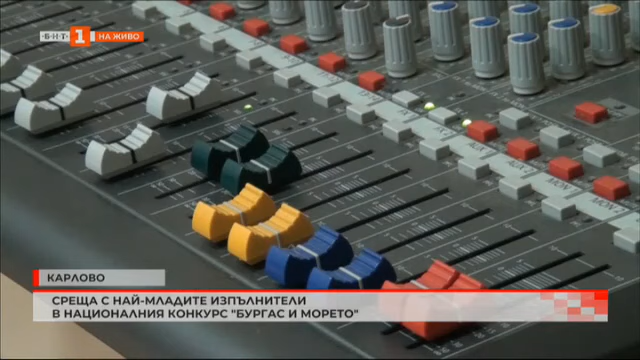 БНТ 1 НА ЖИВО
КАРЛОВО
СРЕЩА С НАЙ-МЛАДИТЕ ИЗПЪЛНИТЕЛИ
В НАЦИОНАЛНИЯ КОНКУРС "БУРГАС И МОРЕТО"